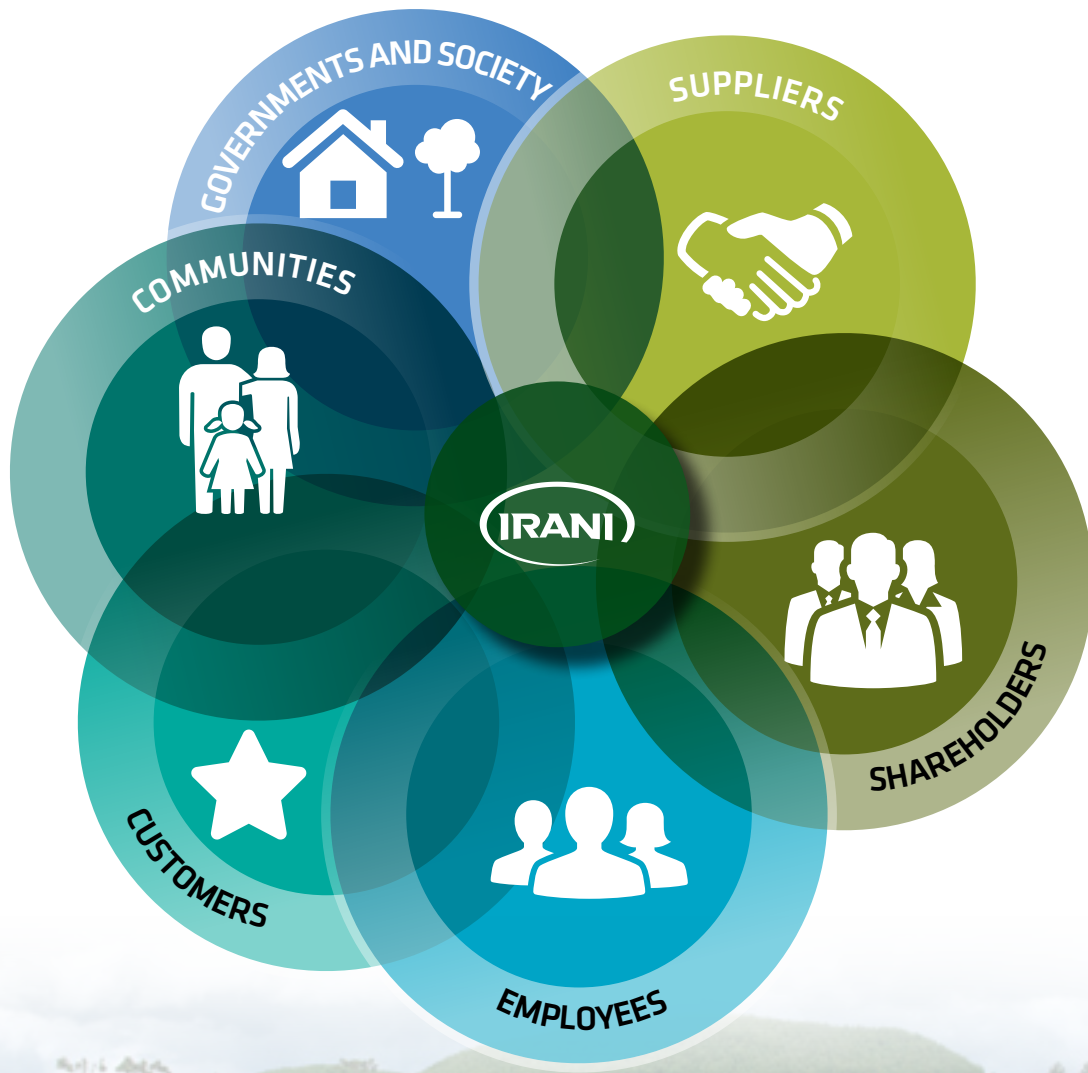 GOVERNMENTS AND SOCIETY
SUPPLIERS
COMMUNITIES
IRANI
SHAREHOLDERS
CUSTOMERS
EMPLOYEES